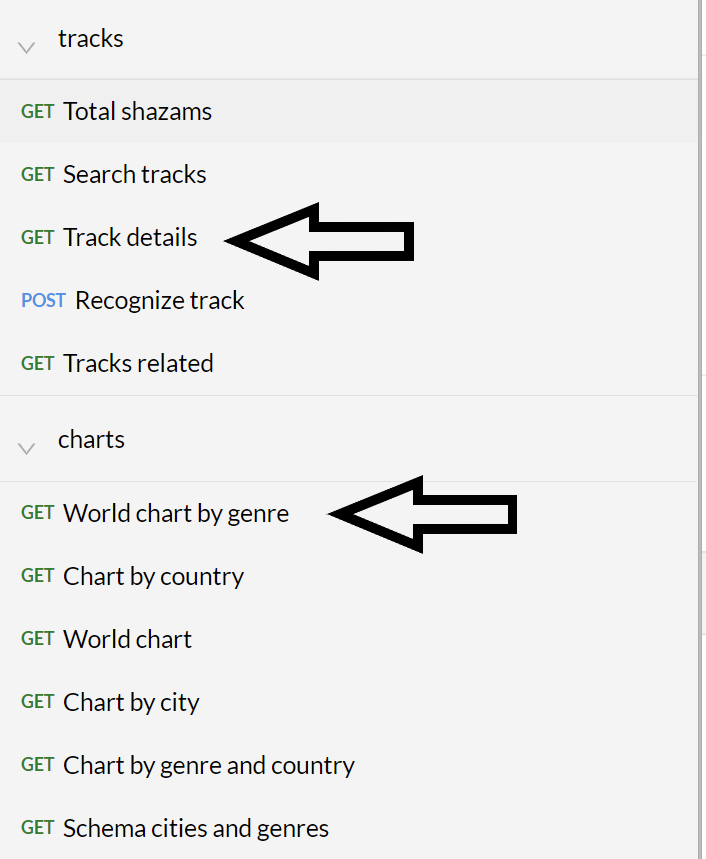 tracks
GET Total shazams
GET Search tracks
GET Track details
POST Recognize track
GET Tracks related
charts
GET World chart by genre
GET Chart by country
GET World chart
GET Chart by city
GET Chart by genre and country
GET Schema cities and genres